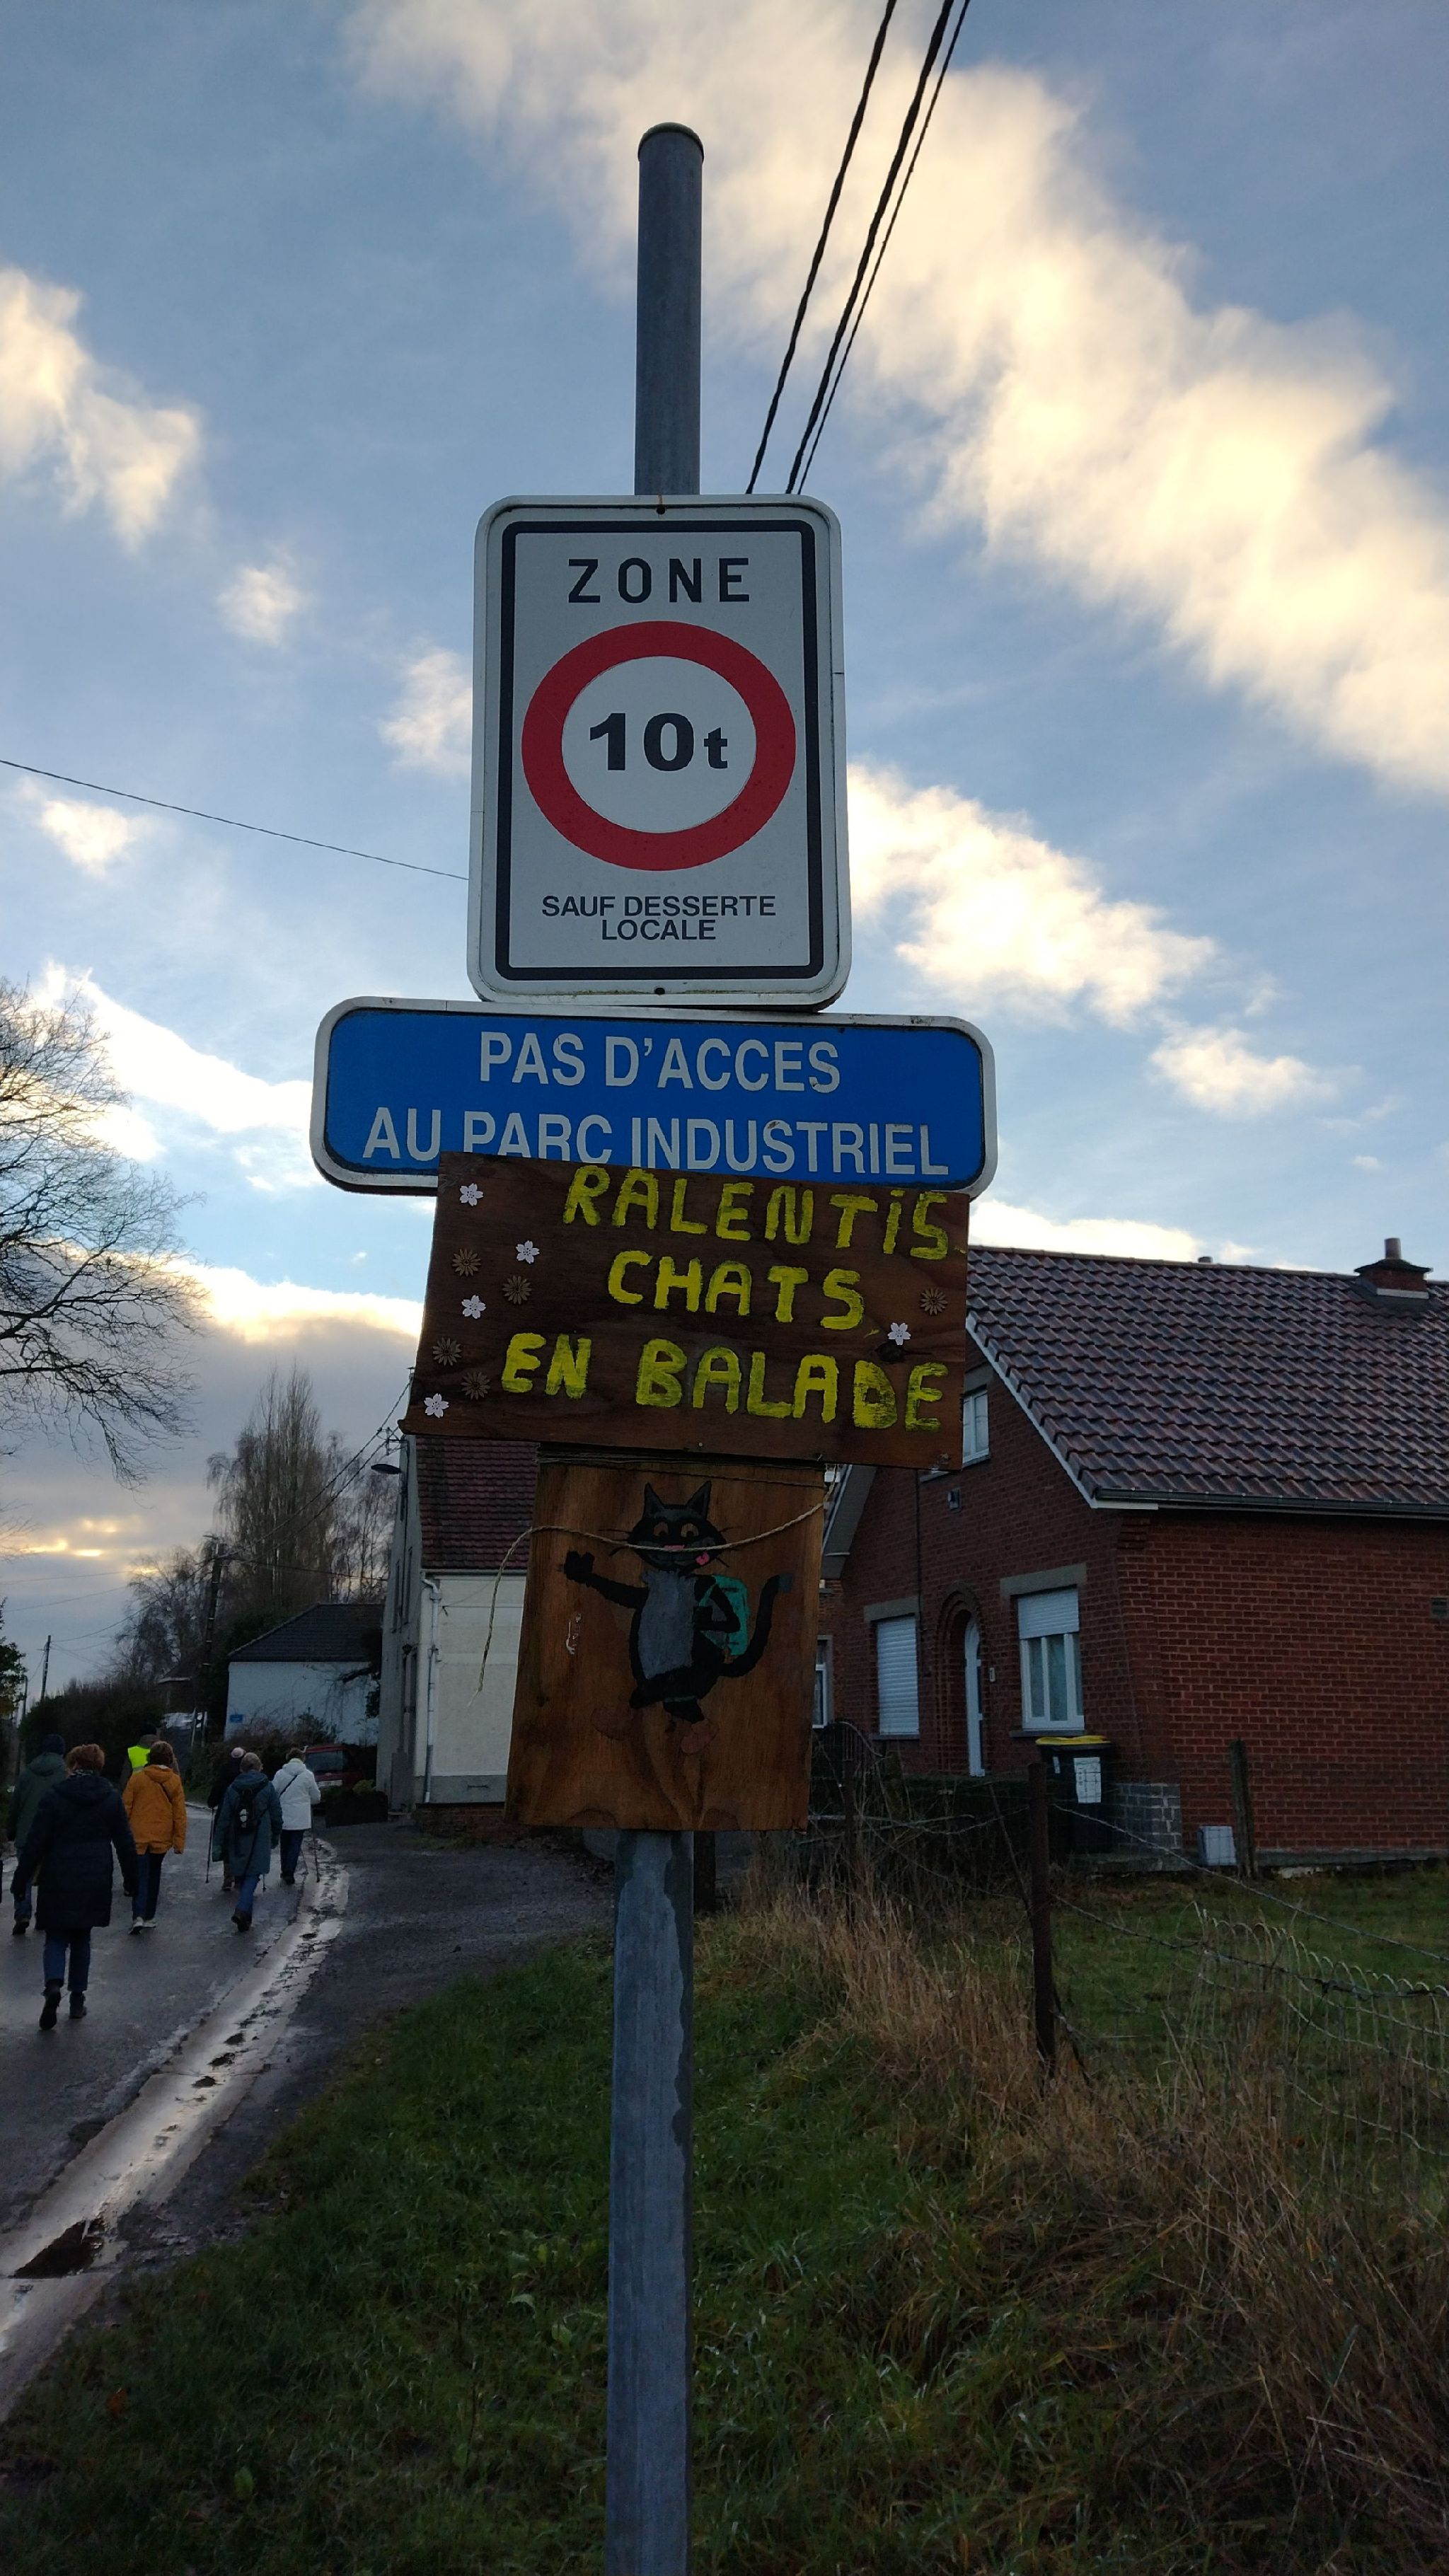 ZONE
10t
SAUF DESSERTE
LOCALE
PAS D'ACCES
AU PARC INDUSTRIEL
RALENTIS
CHATS
EN BALADE